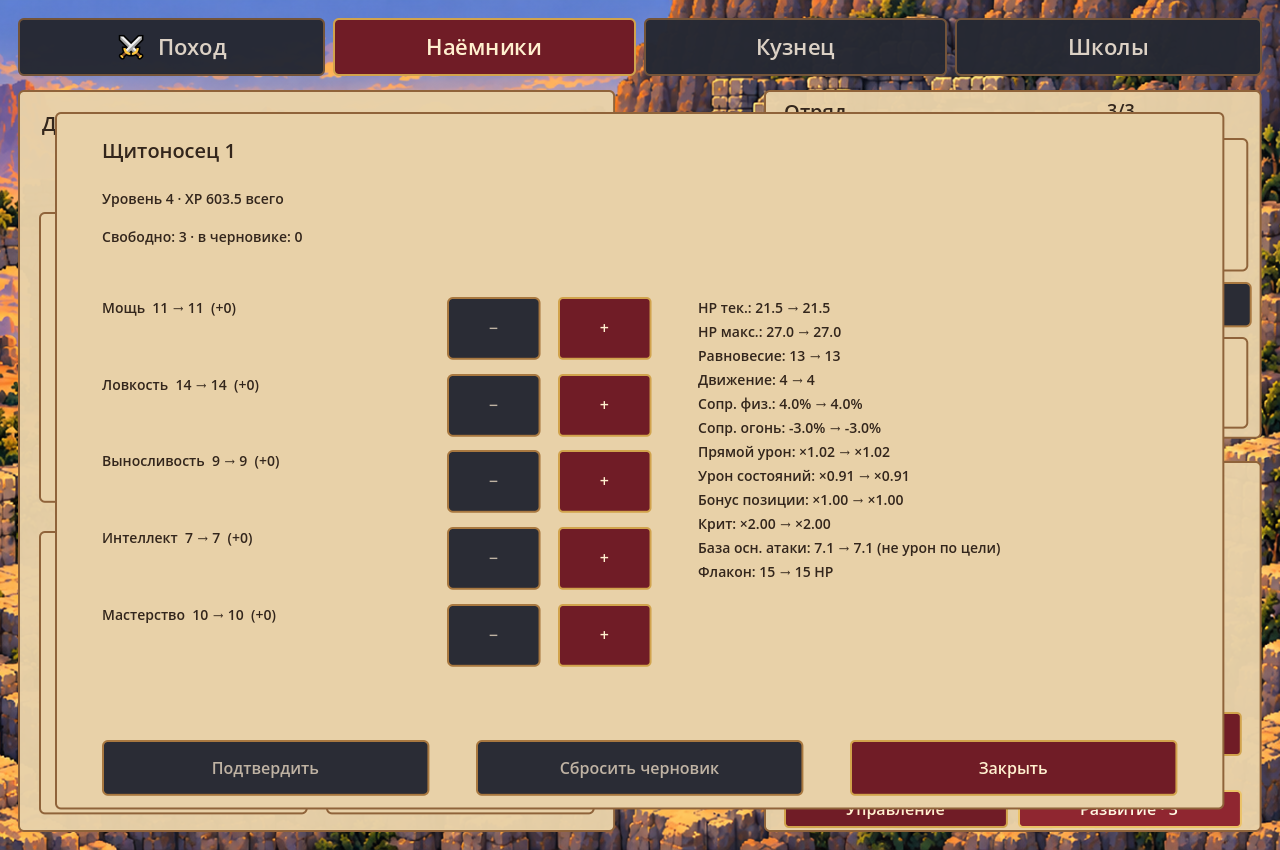 Поход
Наёмники
Кузнец
Школы
Отряд 3/3
Щитоносец 1
Уровень 4 · XP 603.5 всего
Свободно: 3 · в черновике: 0
Мощь 11 → 11 (+0)
− +
Ловкость 14 → 14 (+0)
− +
Выносливость 9 → 9 (+0)
− +
Интеллект 7 → 7 (+0)
− +
Мастерство 10 → 10 (+0)
− +
HP тек.: 21.5 → 21.5
HP макс.: 27.0 → 27.0
Равновесие: 13 → 13
Движение: 4 → 4
Сопр. физ.: 4.0% → 4.0%
Сопр. огонь: -3.0% → -3.0%
Прямой урон: ×1.02 → ×1.02
Урон состояний: ×0.91 → ×0.91
Бонус позиции: ×1.00 → ×1.00
Крит: ×2.00 → ×2.00
База осн. атаки: 7.1 → 7.1 (не урон по цели)
Флакон: 15 → 15 HP
Подтвердить
Сбросить черновик
Закрыть
Управление
Развитие · 3